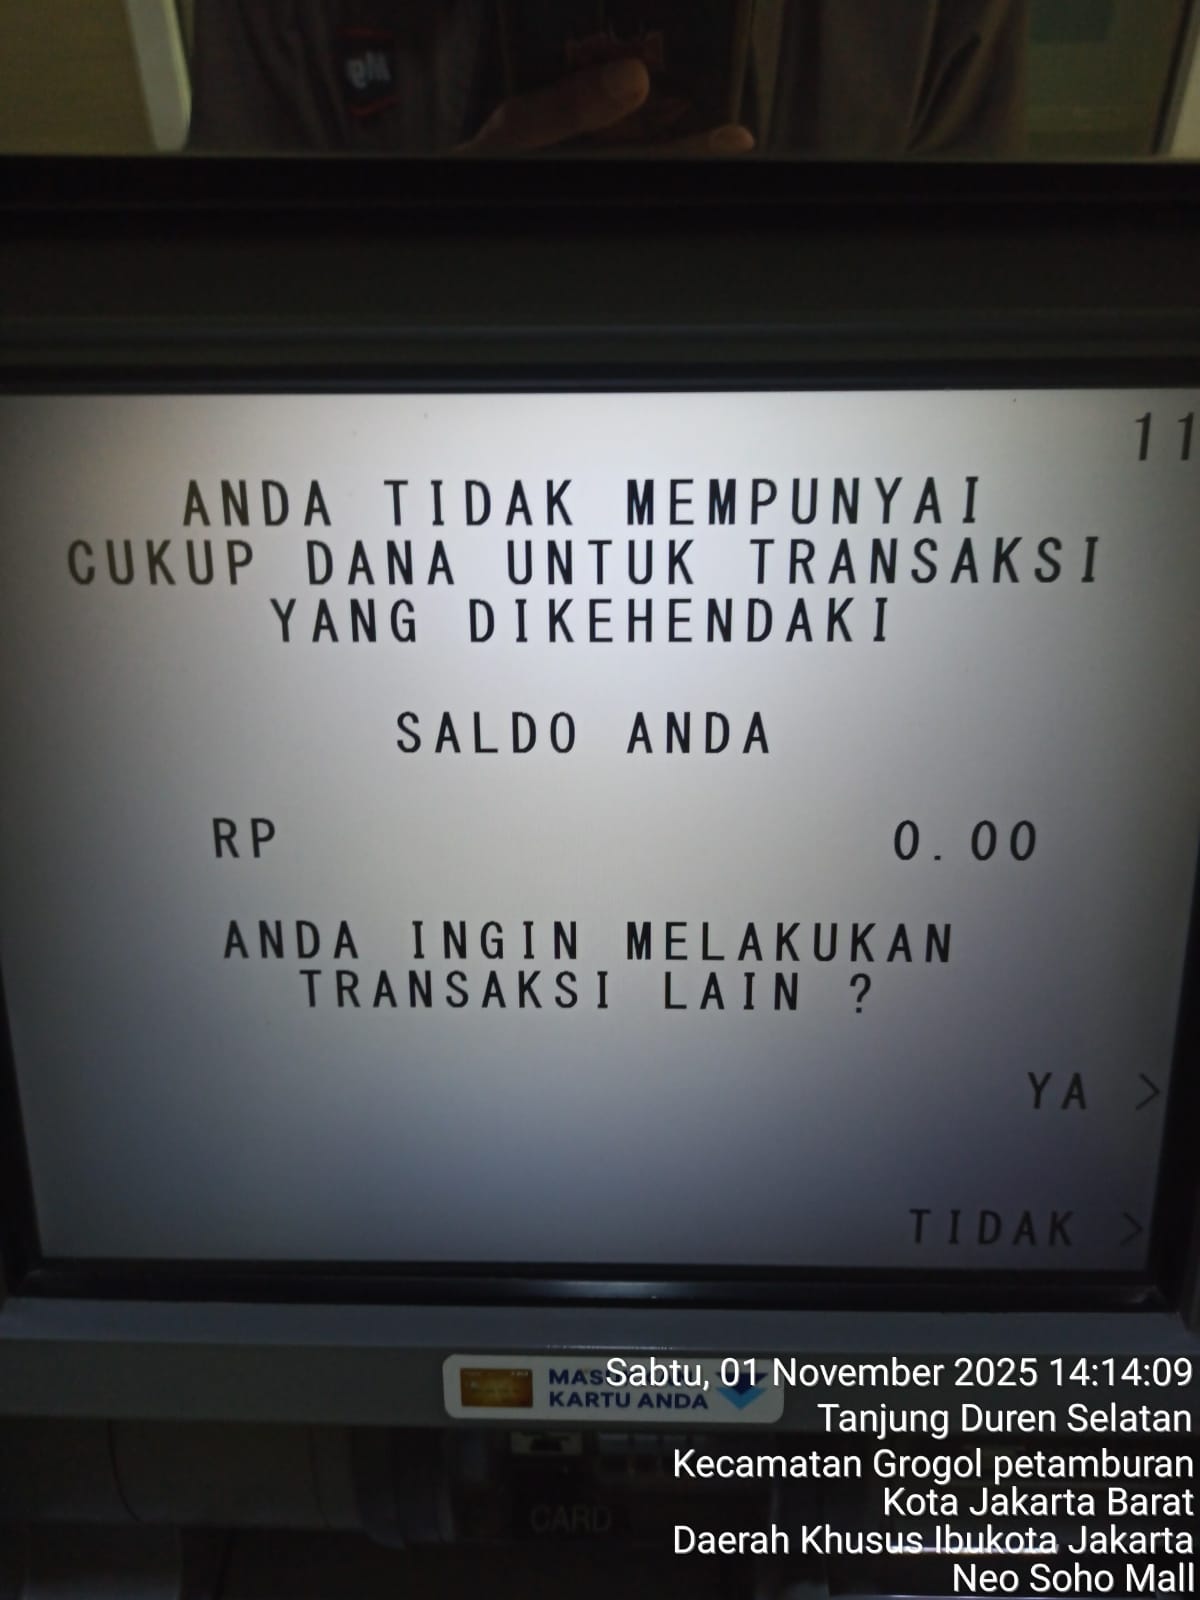 11
ANDA TIDAK MEMPUNYAI
CUKUP DANA UNTUK TRANSAKSI
YANG DIKEHENDAKI
SALDO ANDA
RP 0.00
ANDA INGIN MELAKUKAN
TRANSAKSI LAIN ?
YA >
TIDAK >
KARTU ANDA
Sabtu, 01 November 2025 14:14:09
Tanjung Duren Selatan
Kecamatan Grogol petamburan
Kota Jakarta Barat
Daerah Khusus Ibukota Jakarta
Neo Soho Mall
CARD